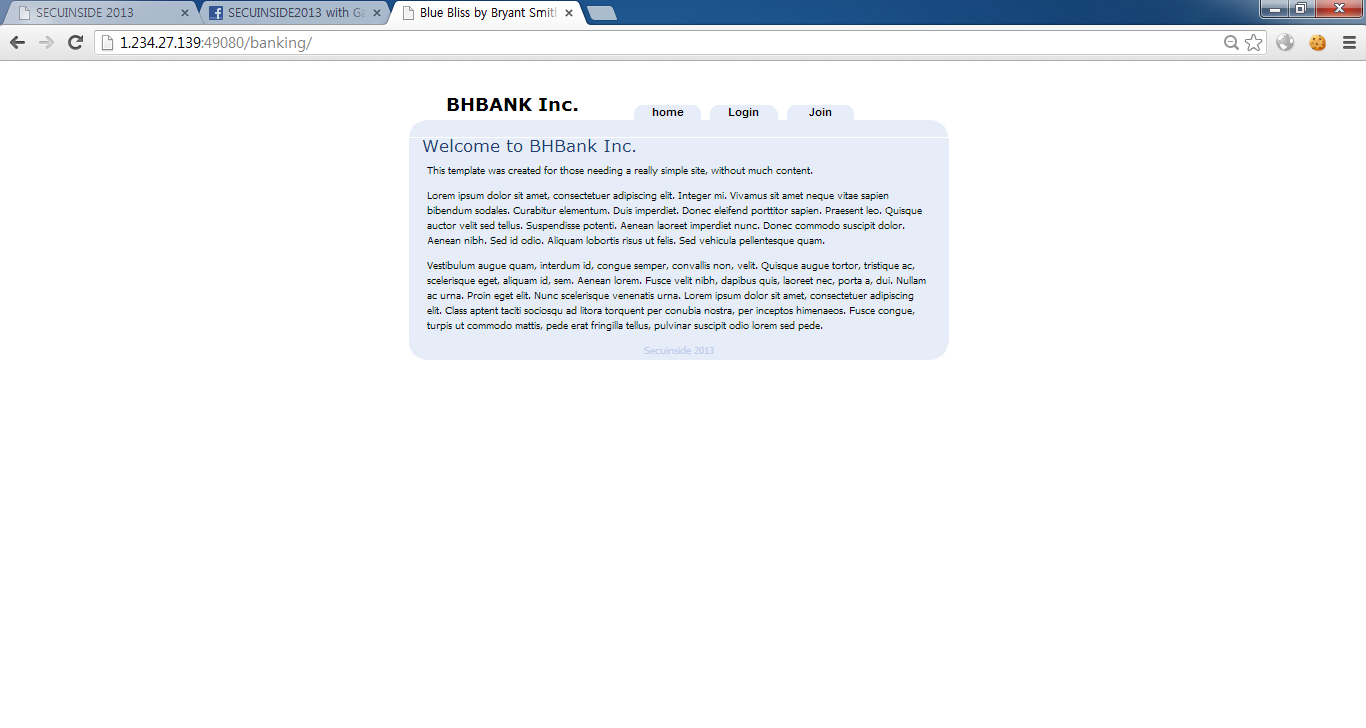 SECUINSIDE 2013
SECUINSIDE2013 with Ga
Blue Bliss by Bryant Smith
1.234.27.139:49080/banking/
BHBANK Inc.
home
Login
Join
Welcome to BHBank Inc.
This template was created for those needing a really simple site, without much content.
Lorem ipsum dolor sit amet, consectetuer adipiscing elit. Integer mi. Vivamus sit amet neque vitae sapien
bibendum sodales. Curabitur elementum. Duis imperdiet. Donec eleifend porttitor sapien. Praesent leo. Quisque
auctor velit sed tellus. Suspendisse potenti. Aenean laoreet imperdiet nunc. Donec commodo suscipit dolor.
Aenean nibh. Sed id odio. Aliquam lobortis risus ut felis. Sed vehicula pellentesque quam.
Vestibulum augue quam, interdum id, congue semper, convallis non, velit. Quisque augue tortor, tristique ac,
scelerisque eget, aliquam id, sem. Aenean lorem. Fusce velit nibh, dapibus quis, laoreet nec, porta a, dui. Nullam
ac urna. Proin eget elit. Nunc scelerisque venenatis urna. Lorem ipsum dolor sit amet, consectetuer adipiscing
elit. Class aptent taciti sociosqu ad litora torquent per conubia nostra, per inceptos himenaeos. Fusce congue,
turpis ut commodo mattis, pede erat fringilla tellus, pulvinar suscipit odio lorem sed pede.
Secuinside 2013